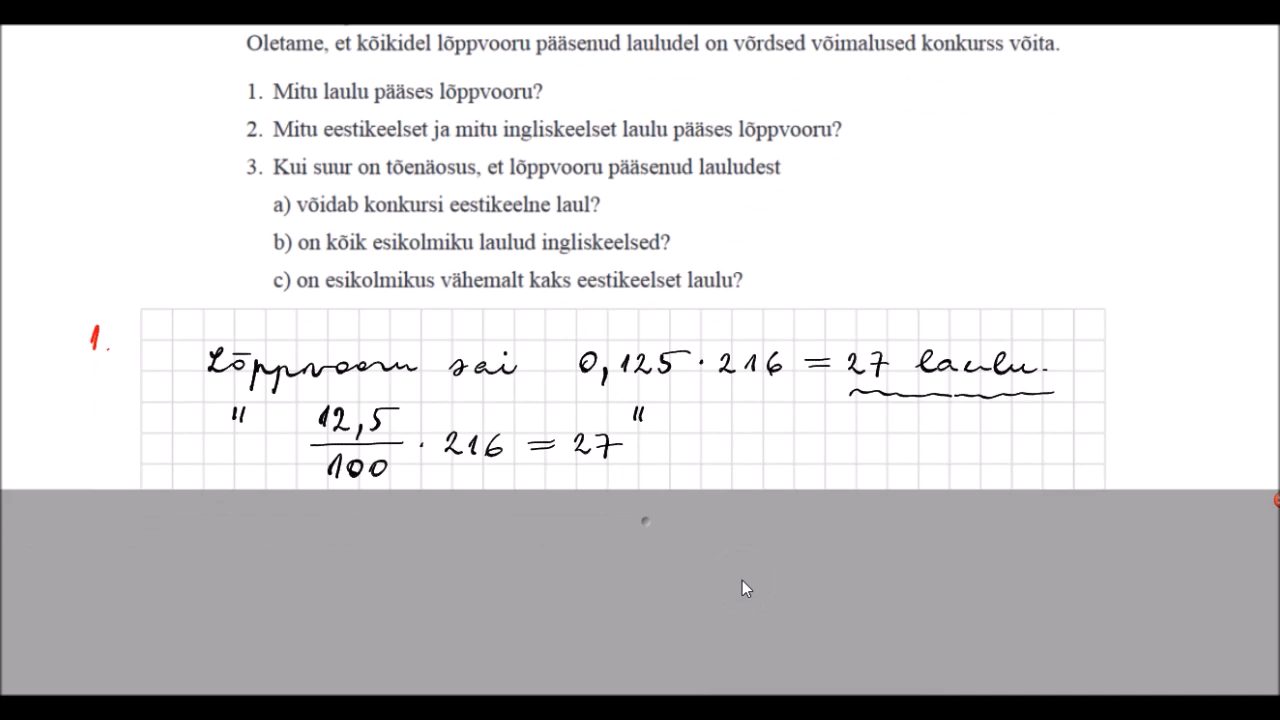 Oletame, et kõikidel lõppvooru pääsenud lauludel on võrdsed võimalused konkurss võita.
1. Mitu laulu pääses lõppvooru?
2. Mitu eestikeelset ja mitu ingliskeelset laulu pääses lõppvooru?
3. Kui suur on tõenäosus, et lõppvooru pääsenud lauludest
a) võidab konkursi eestikeelne laul?
b) on kõik esikolmiku laulud ingliskeelsed?
c) on esikolmikus vähemalt kaks eestikeelset laulu?
1. Lõppvooru sai 0,125 · 216 = 27 laulu.
" 12,5/100 · 216 = 27 "